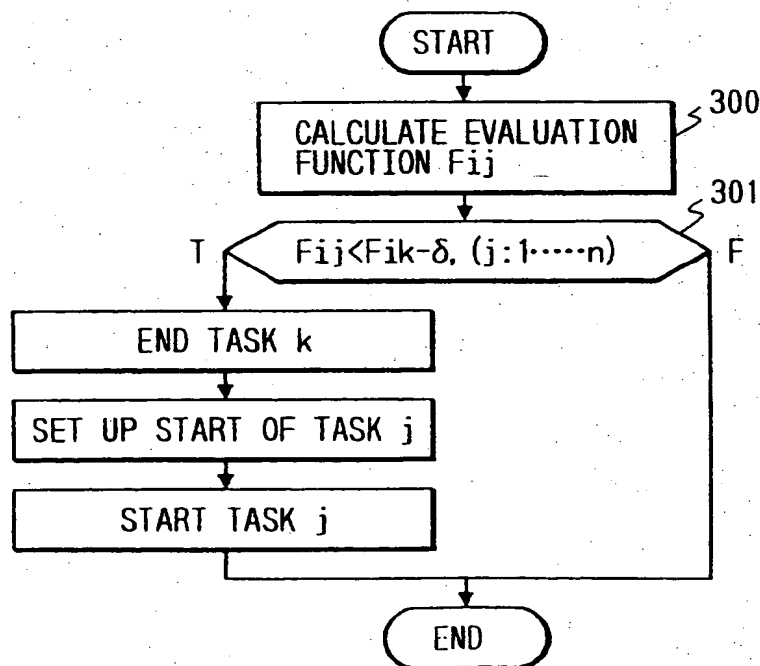 START
300
CALCULATE EVALUATION
FUNCTION Fij
301
T
Fij<Fik-δ, (j:1·····n)
F
END TASK k
SET UP START OF TASK j
START TASK j
END